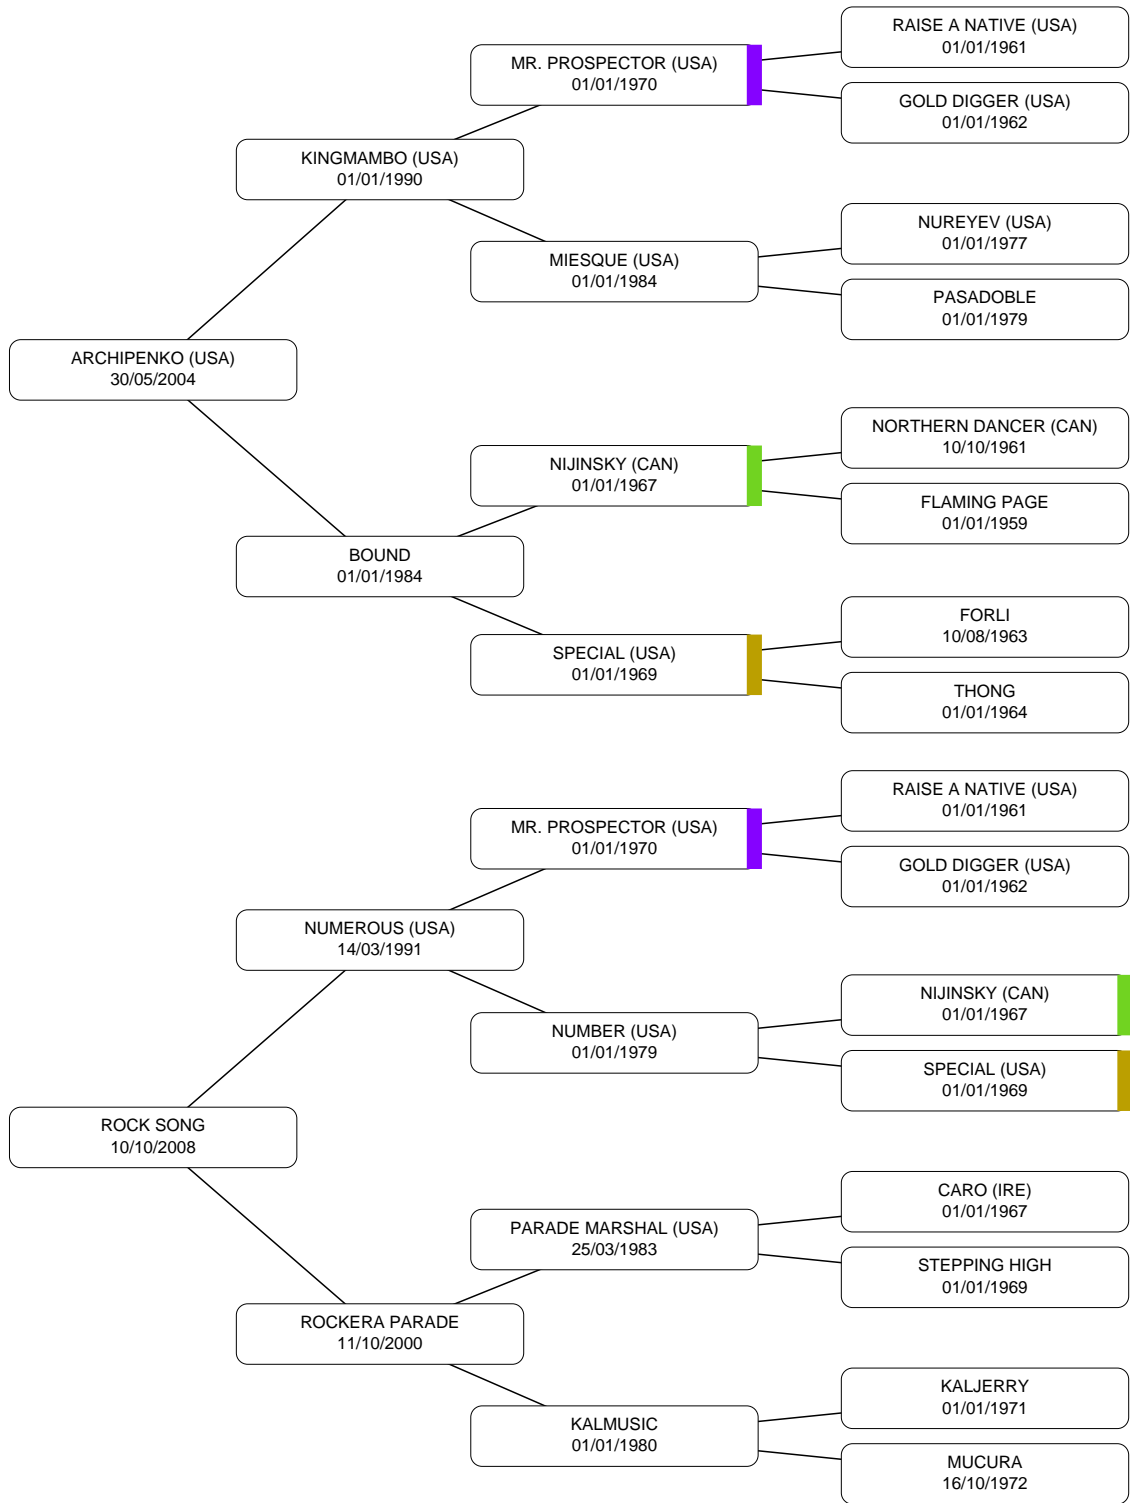 RAISE A NATIVE (USA)
01/01/1961
MR. PROSPECTOR (USA)
01/01/1970
GOLD DIGGER (USA)
01/01/1962
KINGMAMBO (USA)
01/01/1990
NUREYEV (USA)
01/01/1977
MIESQUE (USA)
01/01/1984
PASADOBLE
01/01/1979
ARCHIPENKO (USA)
30/05/2004
NORTHERN DANCER (CAN)
10/10/1961
NIJINSKY (CAN)
01/01/1967
FLAMING PAGE
01/01/1959
BOUND
01/01/1984
FORLI
10/08/1963
SPECIAL (USA)
01/01/1969
THONG
01/01/1964
RAISE A NATIVE (USA)
01/01/1961
MR. PROSPECTOR (USA)
01/01/1970
GOLD DIGGER (USA)
01/01/1962
NUMEROUS (USA)
14/03/1991
NIJINSKY (CAN)
01/01/1967
NUMBER (USA)
01/01/1979
SPECIAL (USA)
01/01/1969
ROCK SONG
10/10/2008
CARO (IRE)
01/01/1967
PARADE MARSHAL (USA)
25/03/1983
STEPPING HIGH
01/01/1969
ROCKERA PARADE
11/10/2000
KALJERRY
01/01/1971
KALMUSIC
01/01/1980
MUCURA
16/10/1972